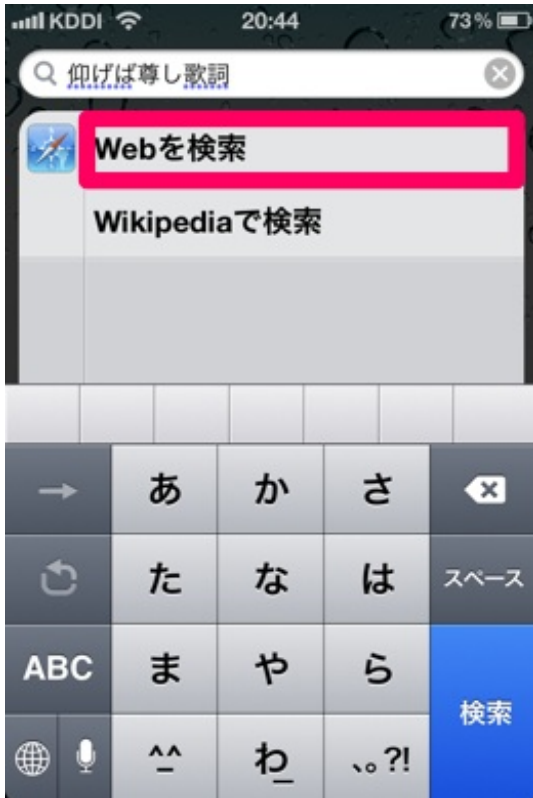 KDDI 20:44 73%
仰げば尊し歌詞
Webを検索
Wikipediaで検索
→ あ か さ
た な は スペース
ABC ま や ら 検索
^_^ わ_ 、。?!